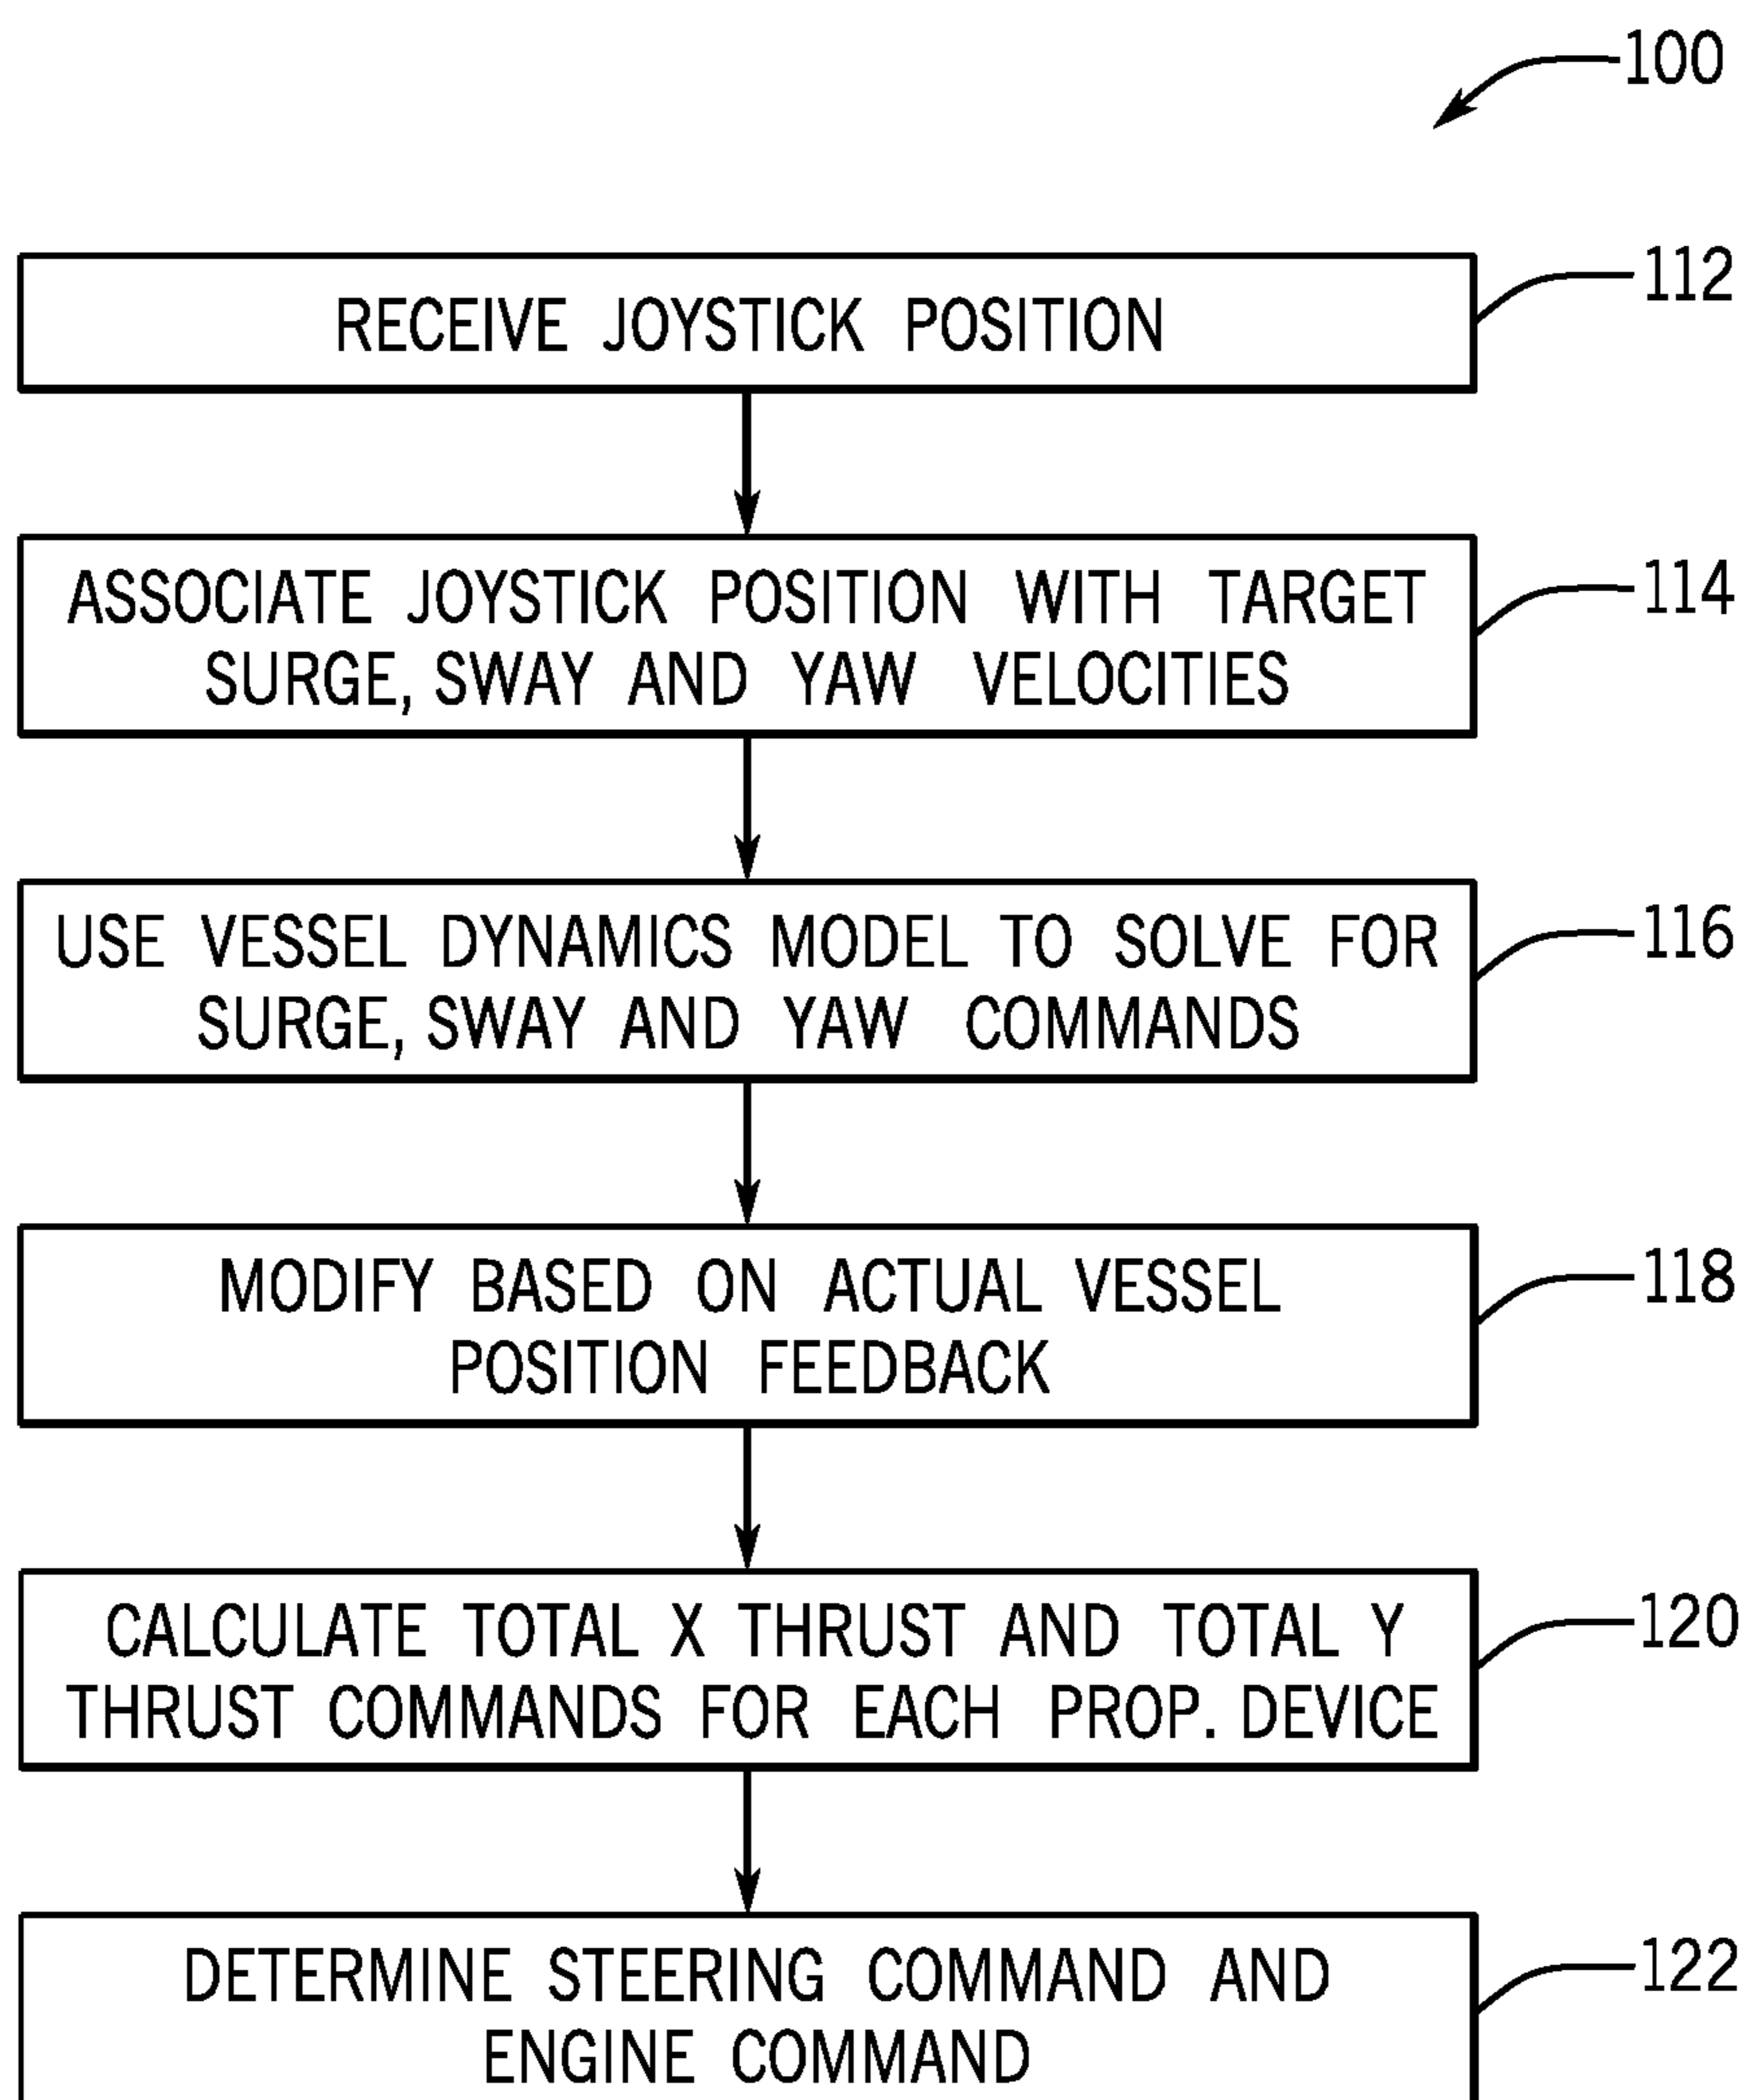 100
RECEIVE JOYSTICK POSITION
112
ASSOCIATE JOYSTICK POSITION WITH TARGET
SURGE, SWAY AND YAW VELOCITIES
114
USE VESSEL DYNAMICS MODEL TO SOLVE FOR
SURGE, SWAY AND YAW COMMANDS
116
MODIFY BASED ON ACTUAL VESSEL
POSITION FEEDBACK
118
CALCULATE TOTAL X THRUST AND TOTAL Y
THRUST COMMANDS FOR EACH PROP. DEVICE
120
DETERMINE STEERING COMMAND AND
ENGINE COMMAND
122